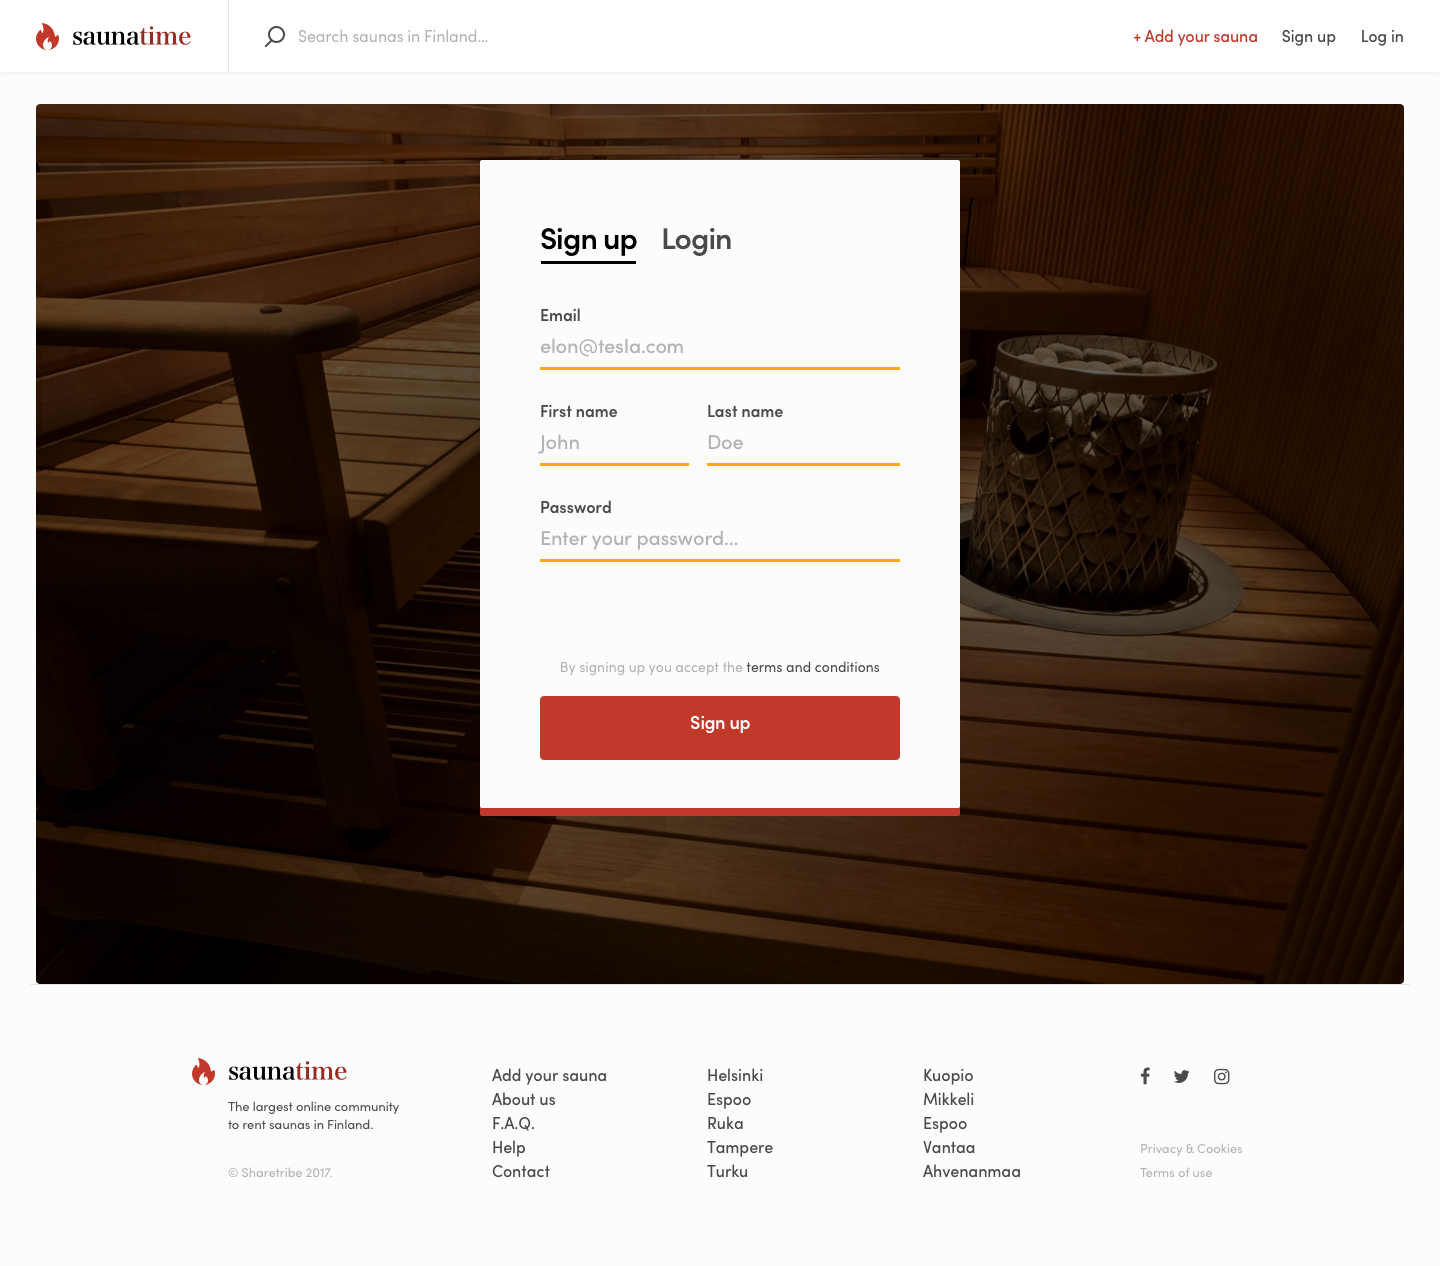 saunatime
Search saunas in Finland...
+ Add your sauna
Sign up
Log in
Sign up
Login
Email
elon@tesla.com
First name
Last name
John
Doe
Password
Enter your password...
By signing up you accept the terms and conditions
Sign up
saunatime
The largest online community
to rent saunas in Finland.
© Sharetribe 2017.
Add your sauna
About us
F.A.Q.
Help
Contact
Helsinki
Espoo
Ruka
Tampere
Turku
Kuopio
Mikkeli
Espoo
Vantaa
Ahvenanmaa
Privacy & Cookies
Terms of use